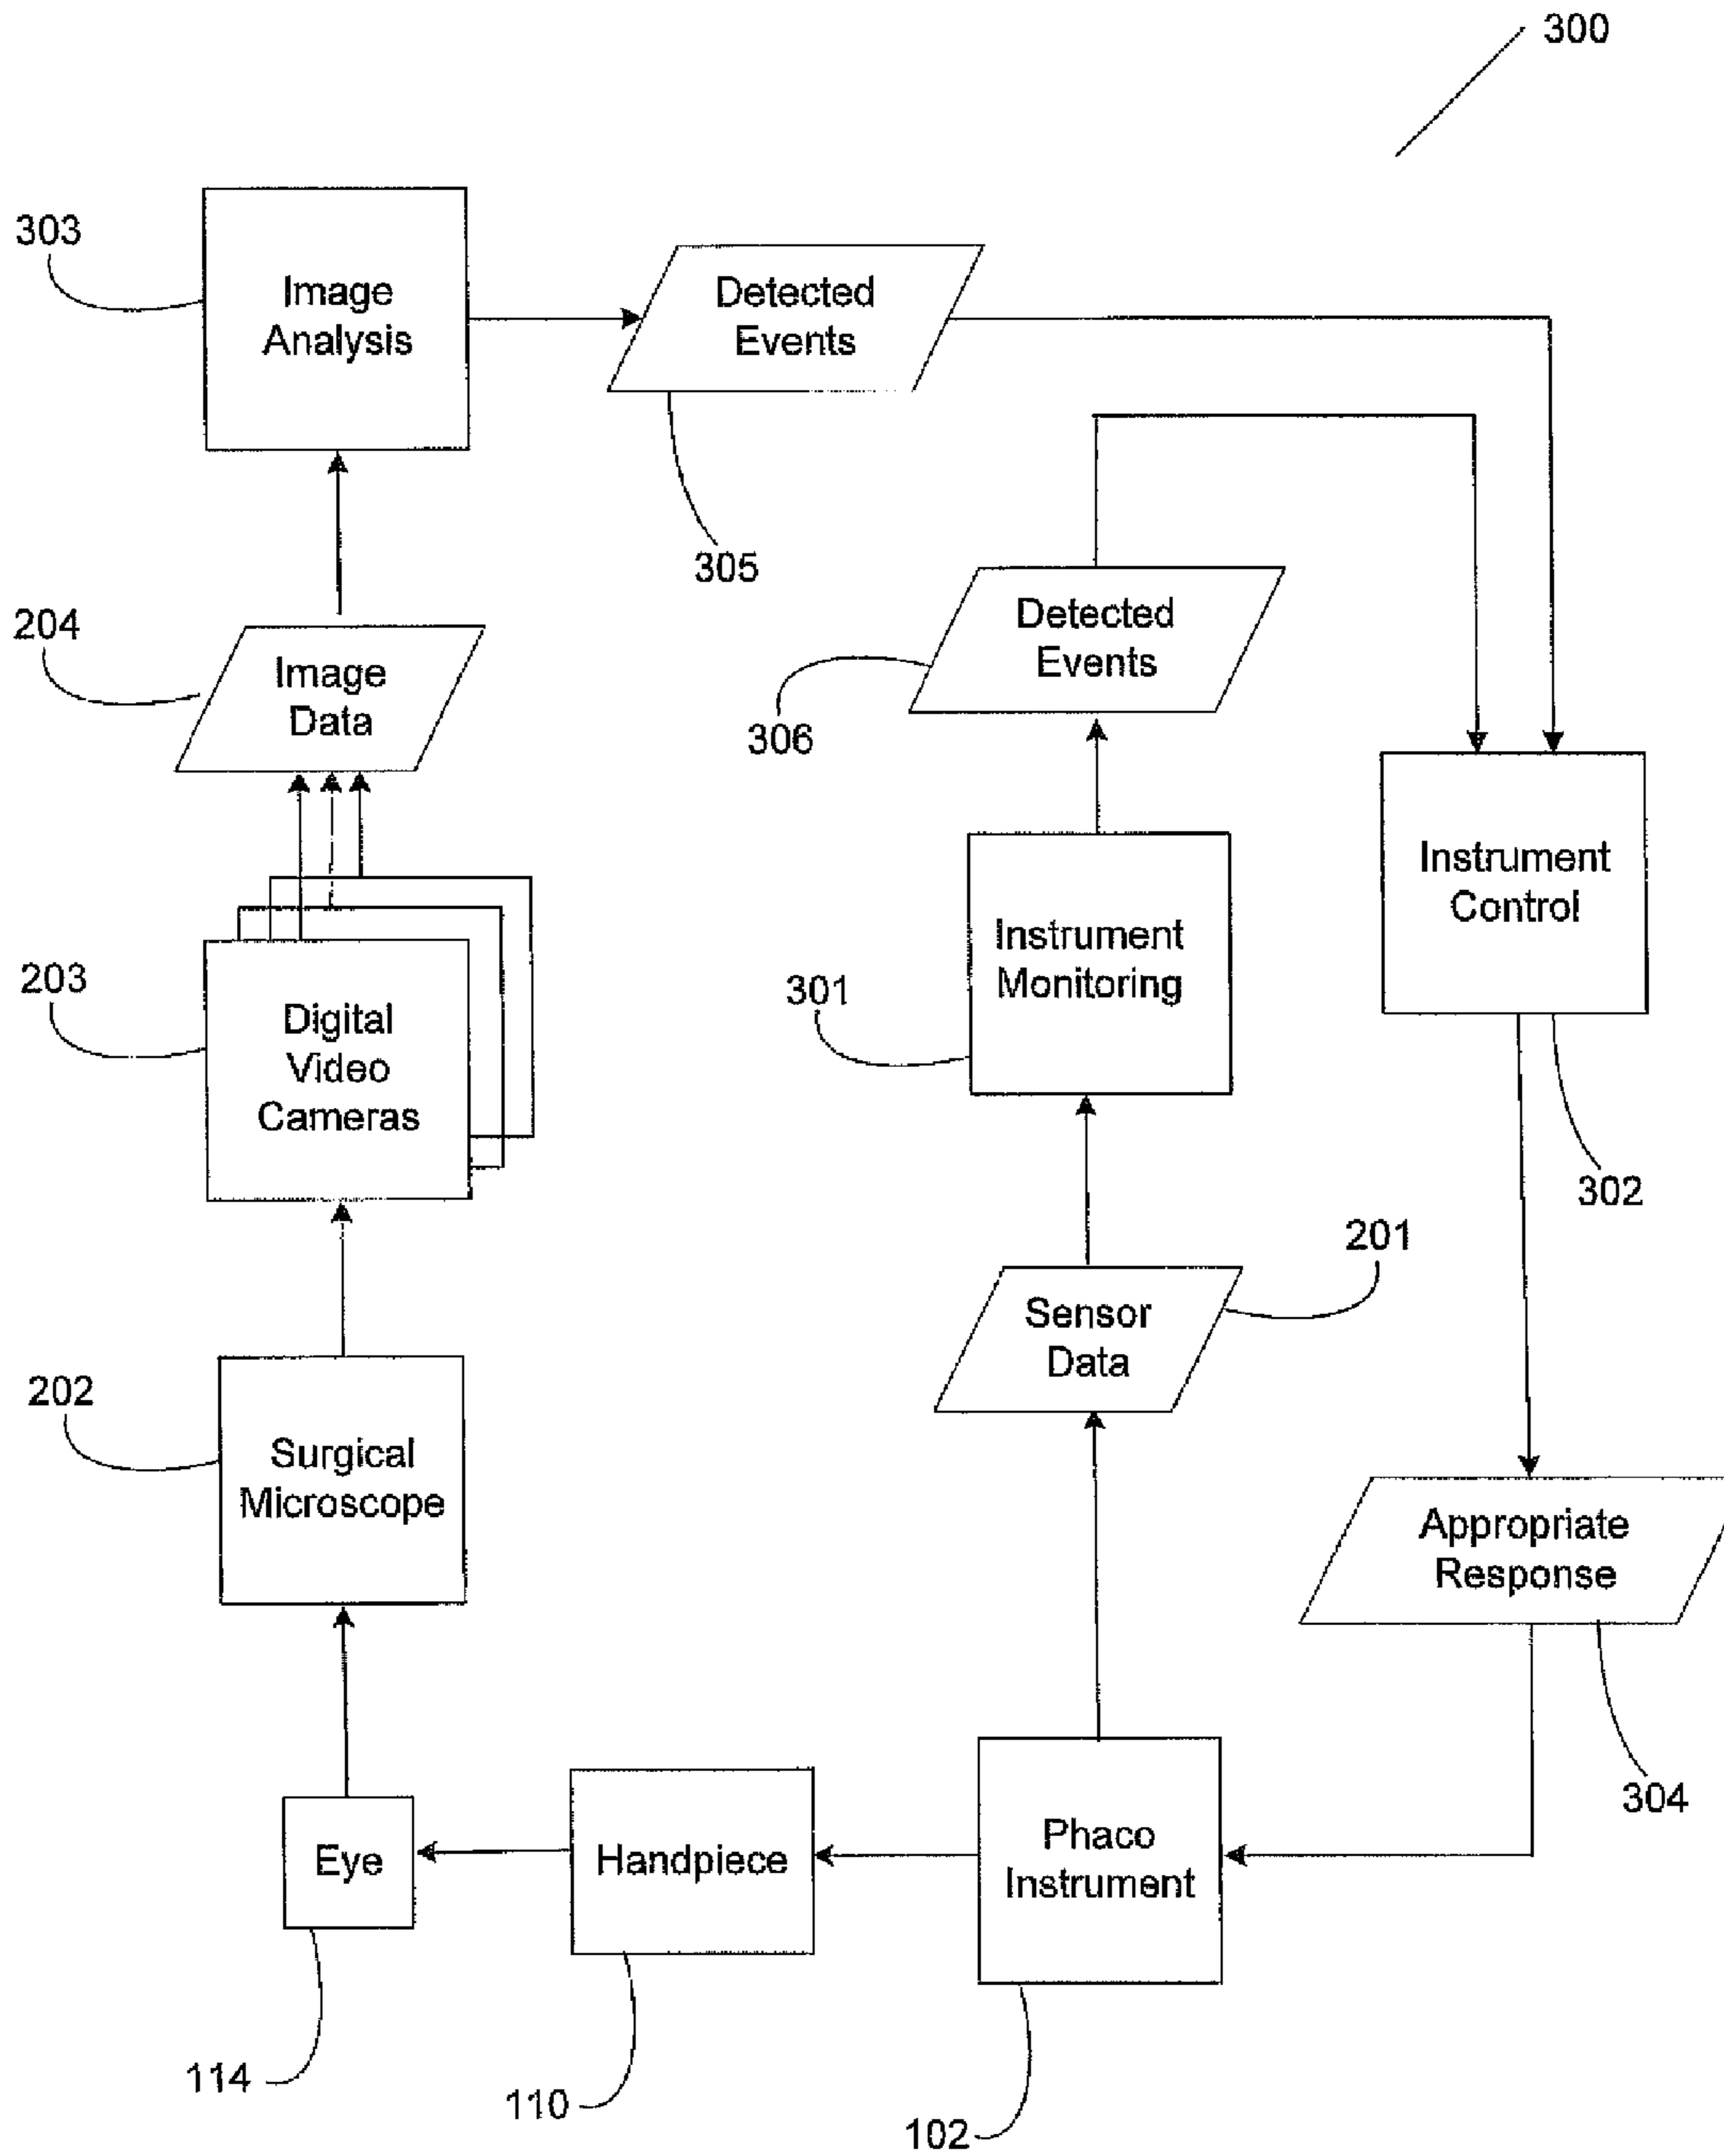 300
303
Image
Analysis
Detected
Events
305
204
Image
Data
Detected
Events
306
Instrument
Control
203
Digital
Video
Cameras
301
Instrument
Monitoring
302
201
Sensor
Data
202
Surgical
Microscope
Appropriate
Response
304
Eye
Handpiece
Phaco
Instrument
114
110
102